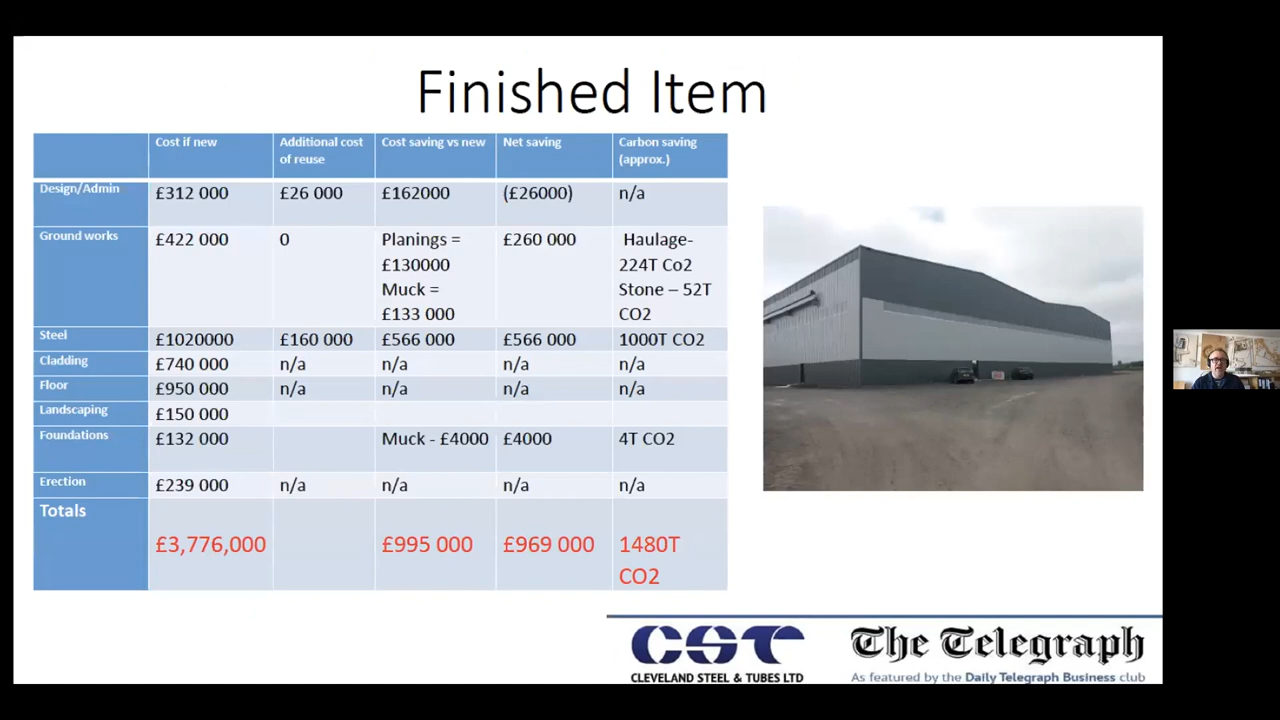 Finished Item
Cost if new
Additional cost of reuse
Cost saving vs new
Net saving
Carbon saving (approx.)
Design/Admin
£312 000
£26 000
£162000
(£26000)
n/a
Ground works
£422 000
0
Planings =
£130000
Muck =
£133 000
£260 000
Haulage-
224T Co2
Stone – 52T
CO2
Steel
£1020000
£160 000
£566 000
£566 000
1000T CO2
Cladding
£740 000
n/a
n/a
n/a
n/a
Floor
£950 000
n/a
n/a
n/a
n/a
Landscaping
£150 000
Foundations
£132 000
Muck - £4000
£4000
4T CO2
Erection
£239 000
n/a
n/a
n/a
n/a
Totals
£3,776,000
£995 000
£969 000
1480T
CO2
CST
CLEVELAND STEEL & TUBES LTD
The Telegraph
As featured by the Daily Telegraph Business club